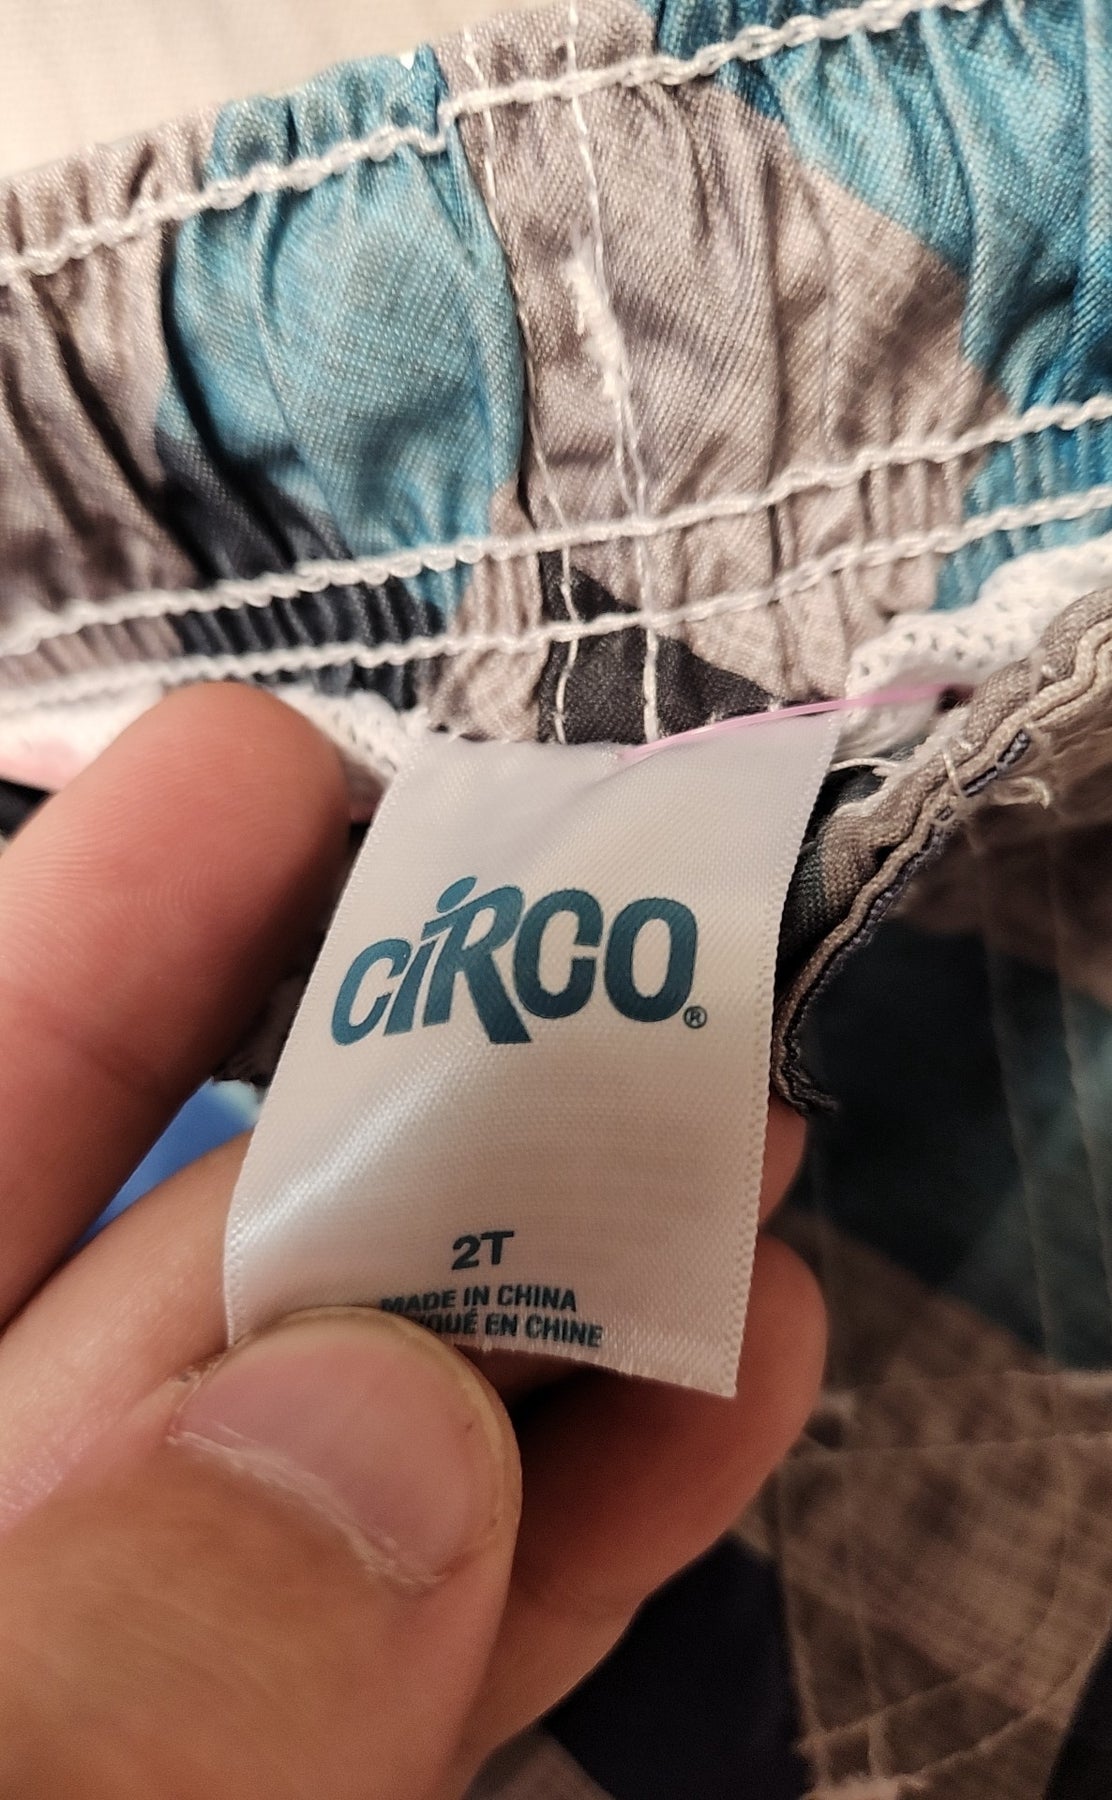 CiRCO®
2T
MADE IN CHINA
EN CHINE